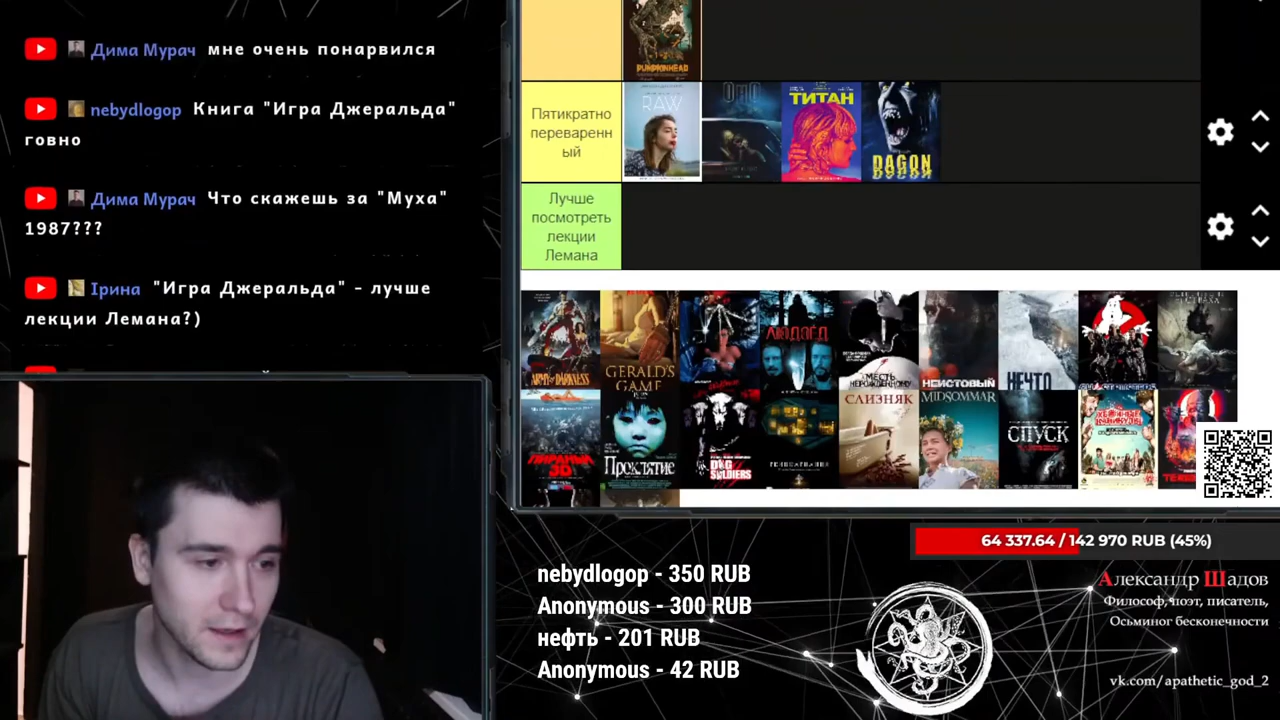 Дима Мурач мне очень понарвился
nebydlogop Книга "Игра Джеральда"
говно
Дима Мурач Что скажешь за "Муха"
1987???
Ірина "Игра Джеральда" - лучше
лекции Лемана?)
PUMPKINHEAD
Пятикратно
переваренн
ый
RAW
ТИТАН
DAGON
Лучше
посмотреть
лекции
Лемана
ARMY of DARKNESS
GERALD'S
GAME
ЛЮДОЕД
МЕСТЬ
НЕРОЖДЕННОМУ
НЕИСТОВЫЙ
НЕЧТО
ПИРАНЬИ
3D
Проклятие
DOG
SOLDIERS
СЛИЗНЯК
MIDSOMMAR
СПУСК
64 337.64 / 142 970 RUB (45%)
nebydlogop - 350 RUB
Anonymous - 300 RUB
нефть - 201 RUB
Anonymous - 42 RUB
Александр Шадов
Философ,поэт, писатель,
Осьминог бесконечности
vk.com/apathetic_god_2